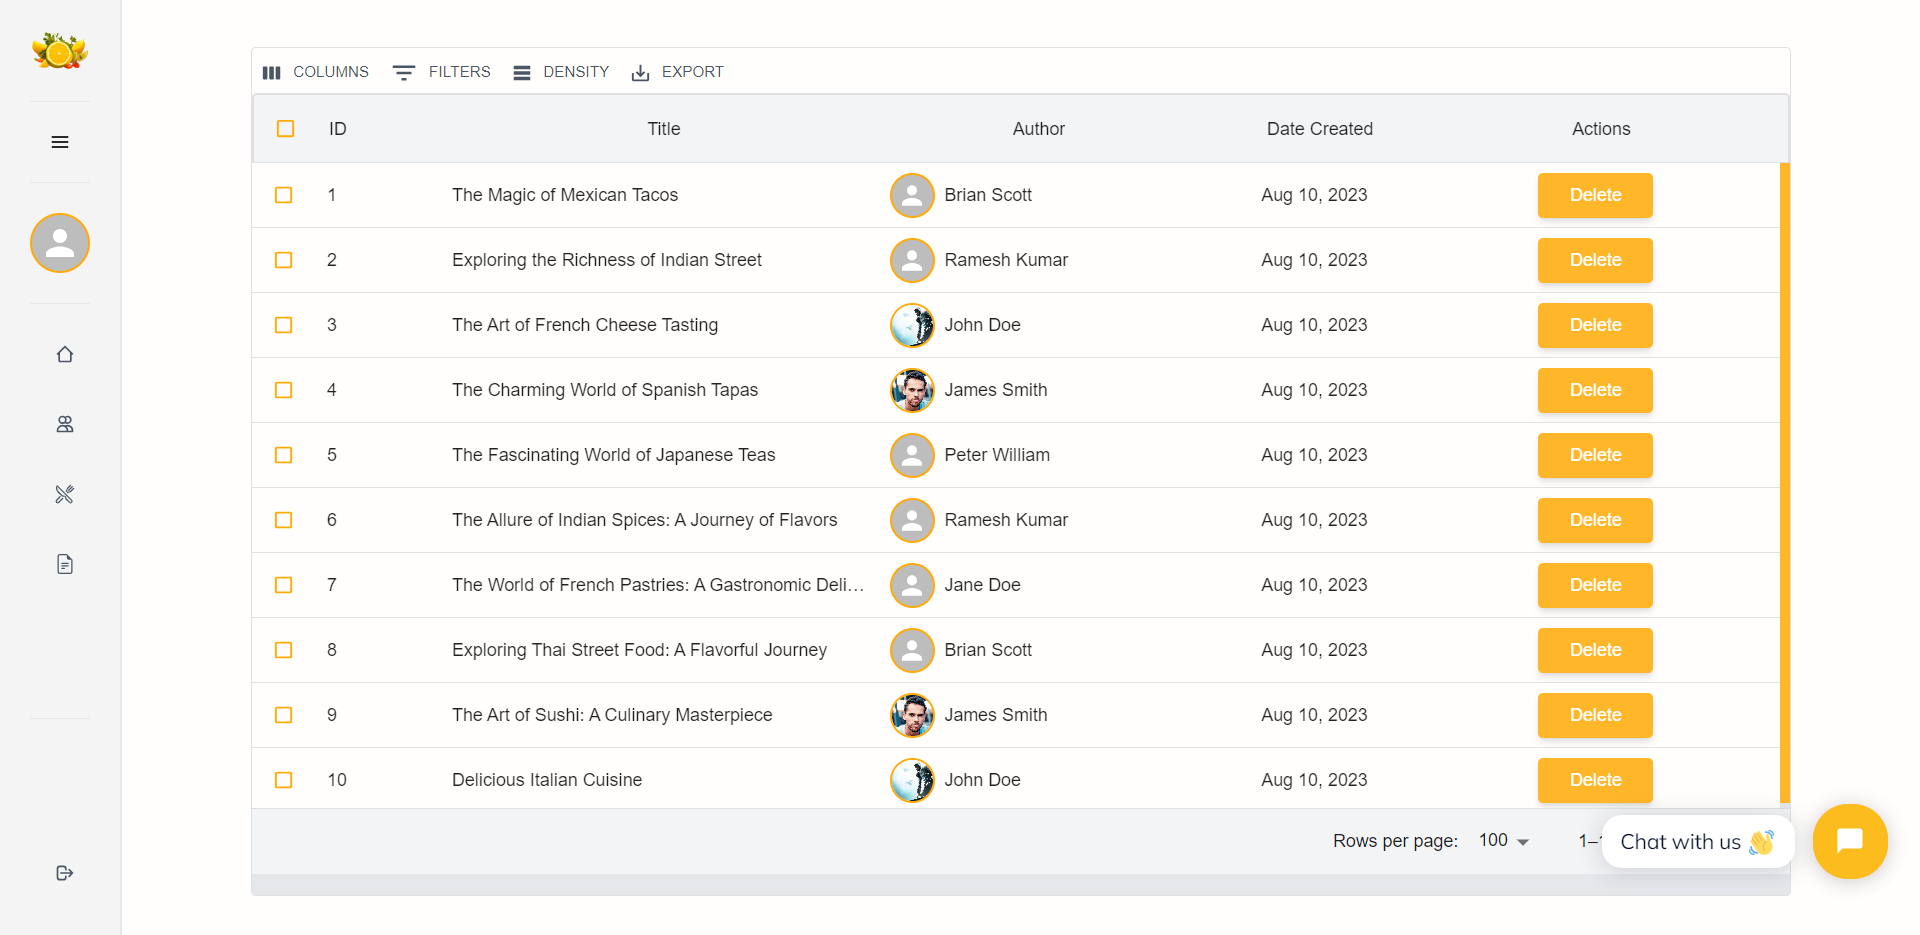 COLUMNS FILTERS DENSITY EXPORT
ID Title Author Date Created Actions
1 The Magic of Mexican Tacos Brian Scott Aug 10, 2023 Delete
2 Exploring the Richness of Indian Street Ramesh Kumar Aug 10, 2023 Delete
3 The Art of French Cheese Tasting John Doe Aug 10, 2023 Delete
4 The Charming World of Spanish Tapas James Smith Aug 10, 2023 Delete
5 The Fascinating World of Japanese Teas Peter William Aug 10, 2023 Delete
6 The Allure of Indian Spices: A Journey of Flavors Ramesh Kumar Aug 10, 2023 Delete
7 The World of French Pastries: A Gastronomic Deli… Jane Doe Aug 10, 2023 Delete
8 Exploring Thai Street Food: A Flavorful Journey Brian Scott Aug 10, 2023 Delete
9 The Art of Sushi: A Culinary Masterpiece James Smith Aug 10, 2023 Delete
10 Delicious Italian Cuisine John Doe Aug 10, 2023 Delete
Rows per page: 100 Chat with us 👋